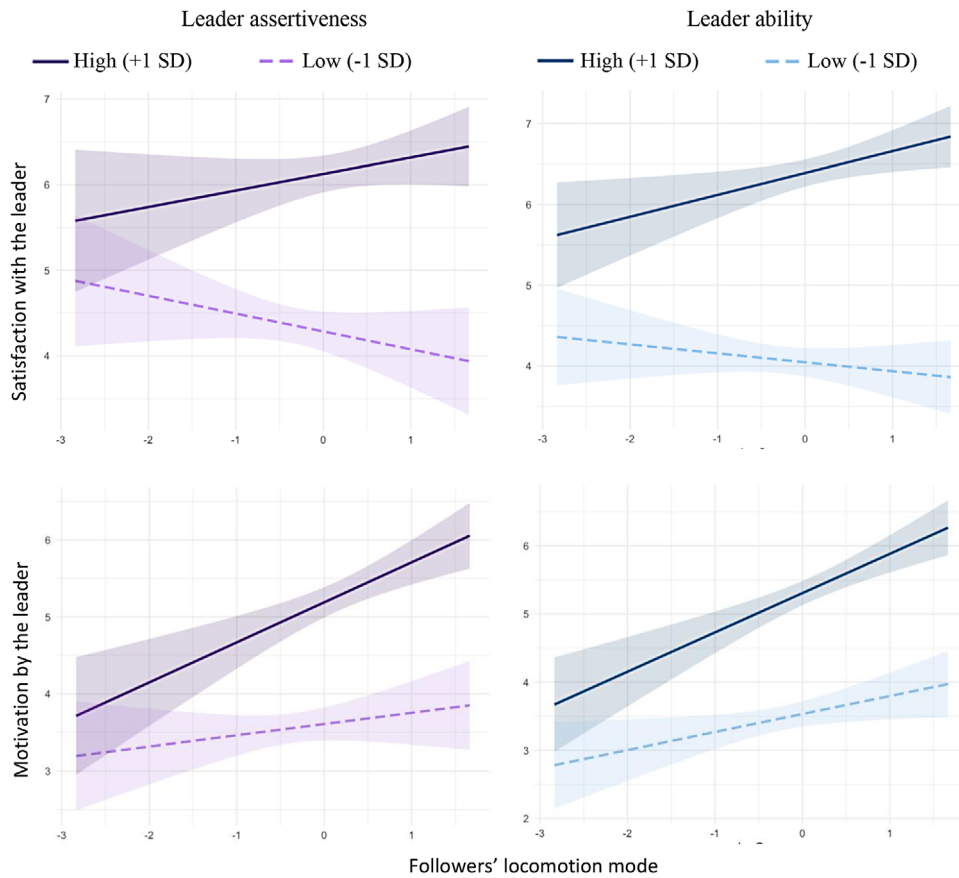 Leader assertiveness
High (+1 SD) Low (-1 SD)
Leader ability
High (+1 SD) Low (-1 SD)
Satisfaction with the leader
7
6
5
4
-3 -2 -1 0 1
7
6
5
4
-3 -2 -1 0 1
Motivation by the leader
6
5
4
3
-3 -2 -1 0 1
6
5
4
3
2
-3 -2 -1 0 1
Followers’ locomotion mode